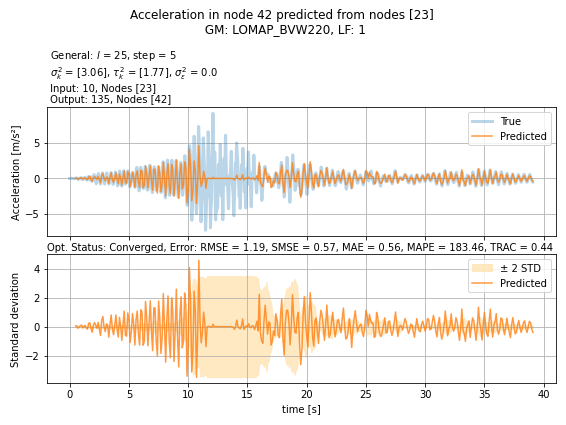 Acceleration in node 42 predicted from nodes [23]
GM: LOMAP_BVW220, LF: 1
General: l = 25, step = 5
σ²ₖ = [3.06], τ²ₖ = [1.77], σ²ε = 0.0
Input: 10, Nodes [23]
Output: 135, Nodes [42]
Acceleration [m/s²]
5
0
−5
True
Predicted
Opt. Status: Converged, Error: RMSE = 1.19, SMSE = 0.57, MAE = 0.56, MAPE = 183.46, TRAC = 0.44
Standard deviation
4
2
0
−2
± 2 STD
Predicted
0 5 10 15 20 25 30 35 40
time [s]